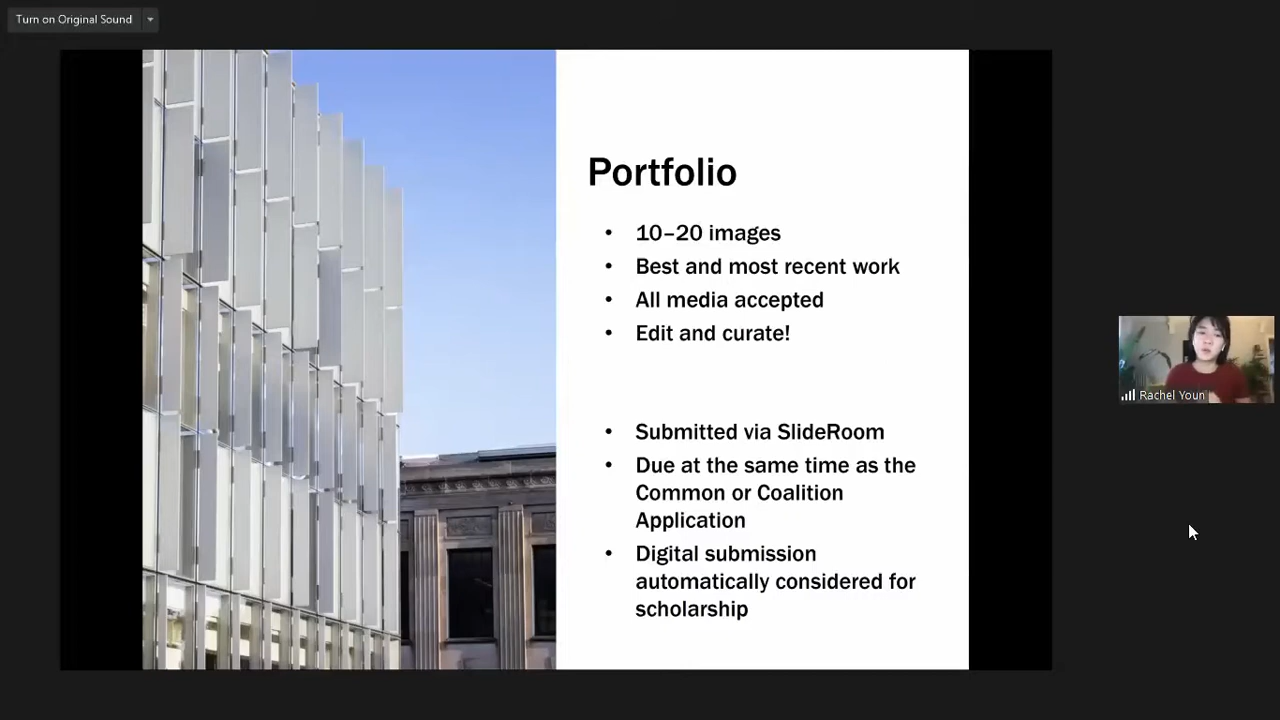 Turn on Original Sound
Portfolio
• 10–20 images
• Best and most recent work
• All media accepted
• Edit and curate!
• Submitted via SlideRoom
• Due at the same time as the
Common or Coalition
Application
• Digital submission
automatically considered for
scholarship
Rachel Youn